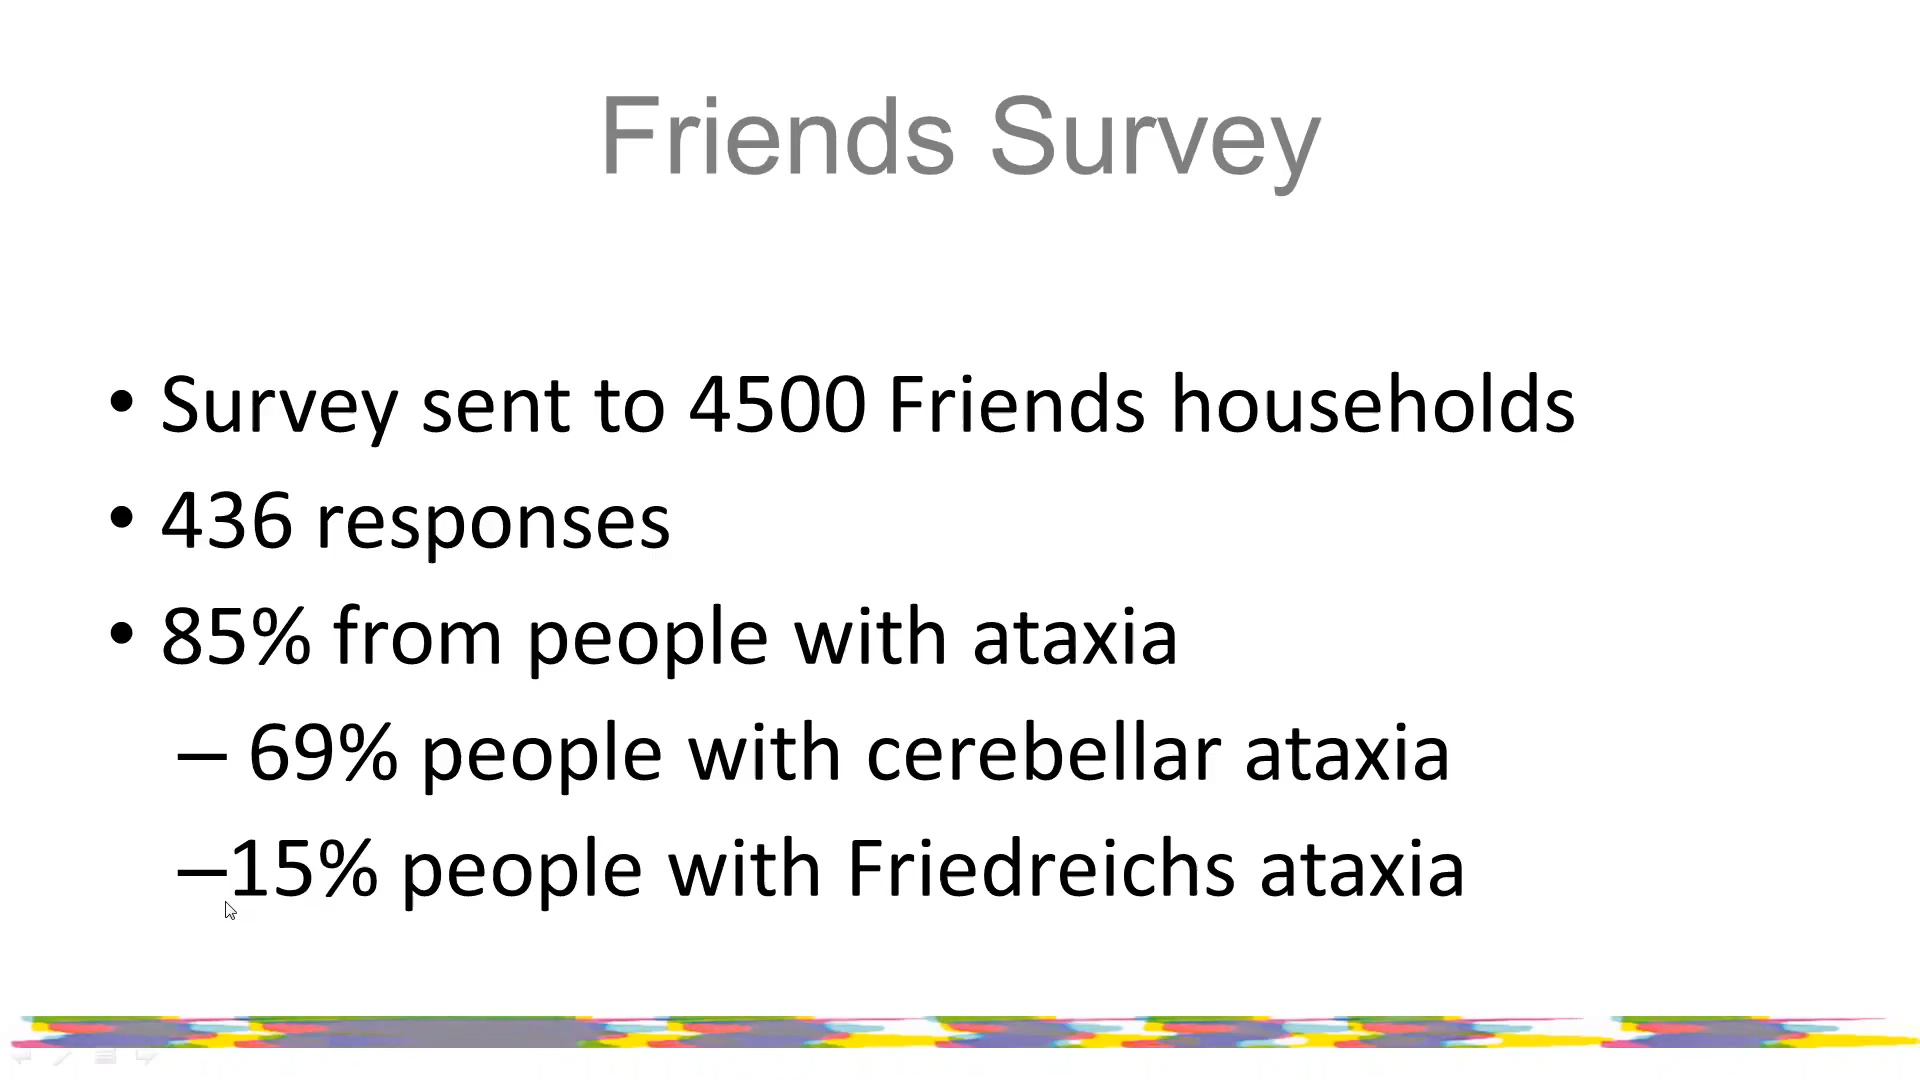 Friends Survey
• Survey sent to 4500 Friends households
• 436 responses
• 85% from people with ataxia
– 69% people with cerebellar ataxia
–15% people with Friedreichs ataxia